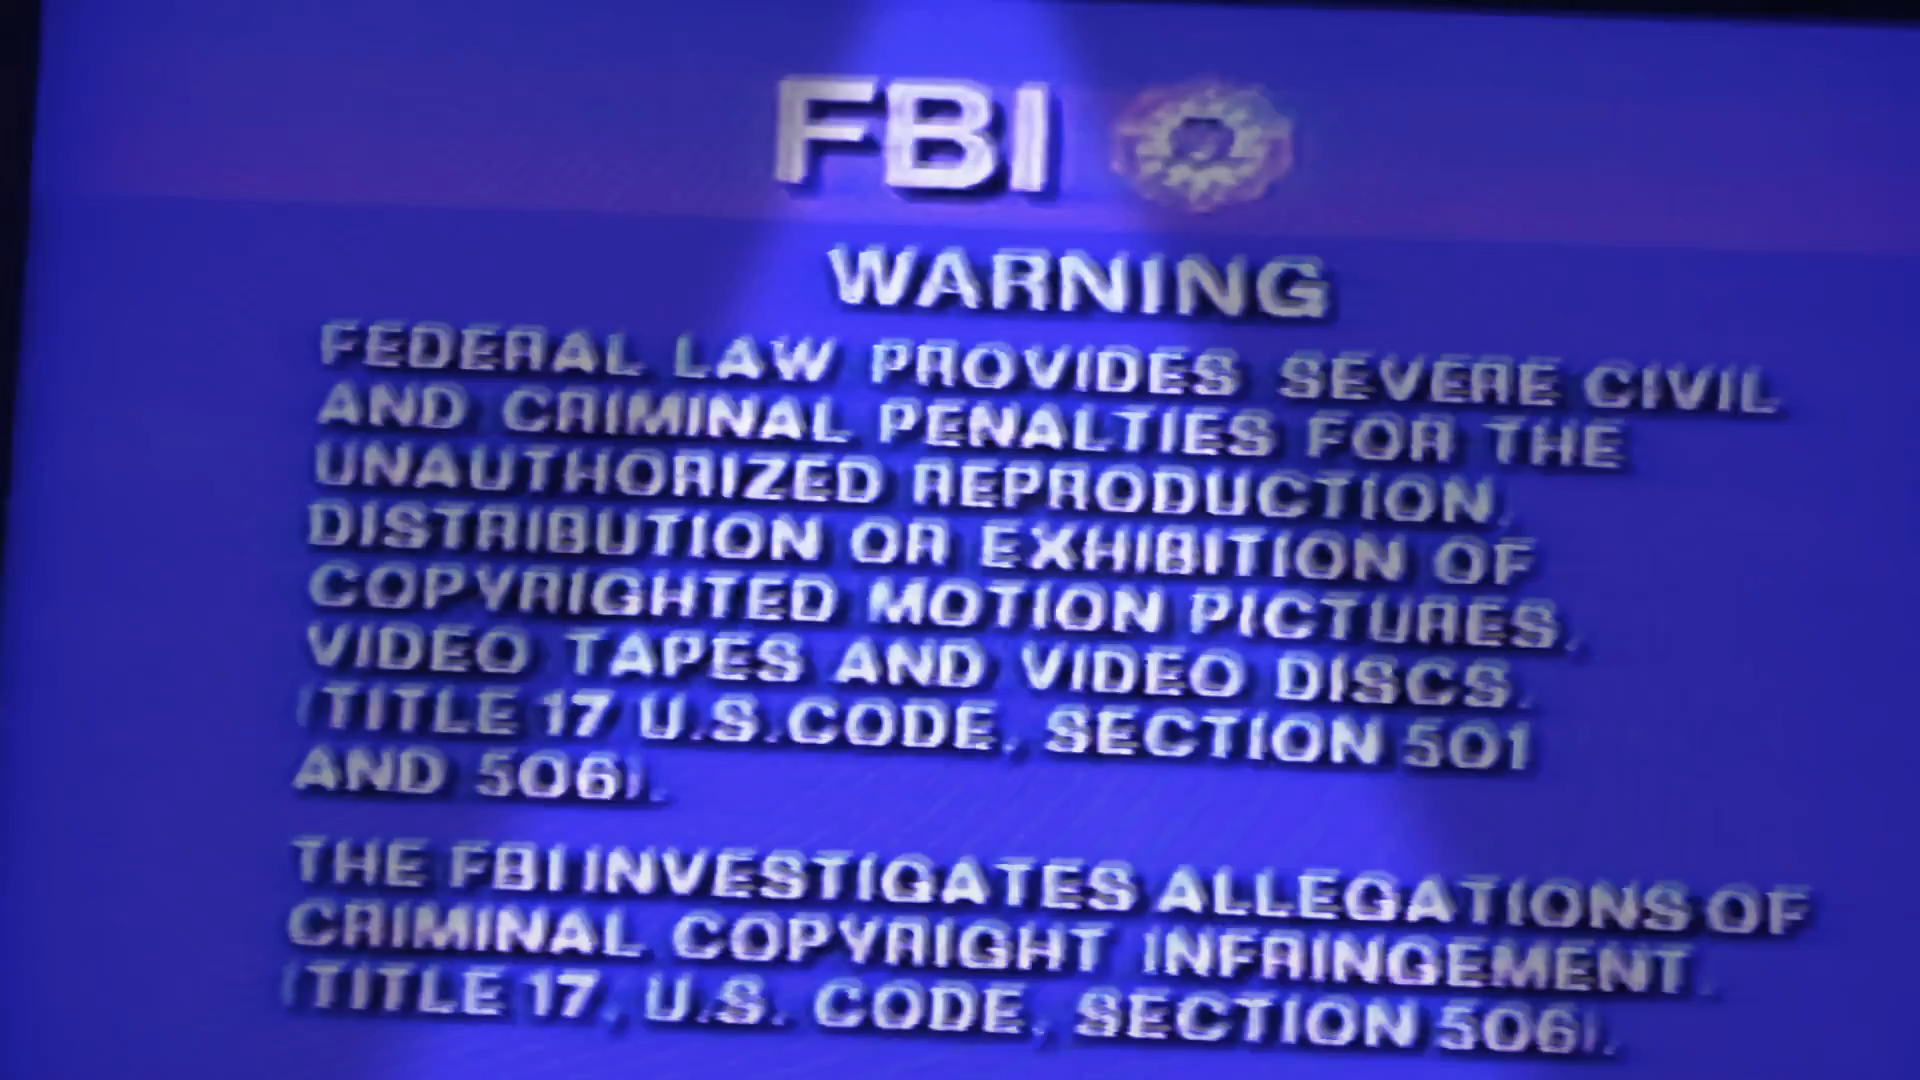 FBI
WARNING
FEDERAL LAW PROVIDES SEVERE CIVIL
AND CRIMINAL PENALTIES FOR THE
UNAUTHORIZED REPRODUCTION,
DISTRIBUTION OR EXHIBITION OF
COPYRIGHTED MOTION PICTURES,
VIDEO TAPES AND VIDEO DISCS.
(TITLE 17 U.S.CODE, SECTION 501
AND 506).
THE FBI INVESTIGATES ALLEGATIONS OF
CRIMINAL COPYRIGHT INFRINGEMENT.
(TITLE 17, U.S. CODE, SECTION 506).